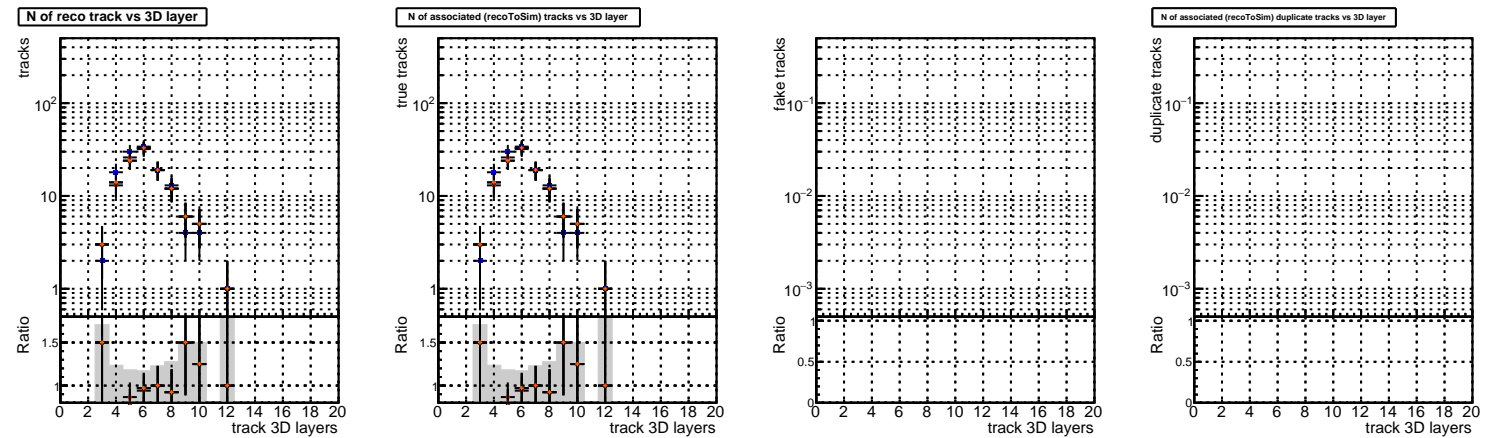 N of reco track vs 3D layer
tracks
10²
10
1
Ratio
1.5
1
0 2 4 6 8 10 12 14 16 18 20
track 3D layers
N of associated (recoToSim) tracks vs 3D layer
true tracks
10²
10
1
Ratio
1.5
1
0 2 4 6 8 10 12 14 16 18 20
track 3D layers
fake tracks
10⁻¹
10⁻²
10⁻³
Ratio
1
0.5
0
0 2 4 6 8 10 12 14 16 18 20
track 3D layers
N of associated (recoToSim) duplicate tracks vs 3D layer
duplicate tracks
10⁻¹
10⁻²
10⁻³
Ratio
1
0.5
0
0 2 4 6 8 10 12 14 16 18 20
track 3D layers